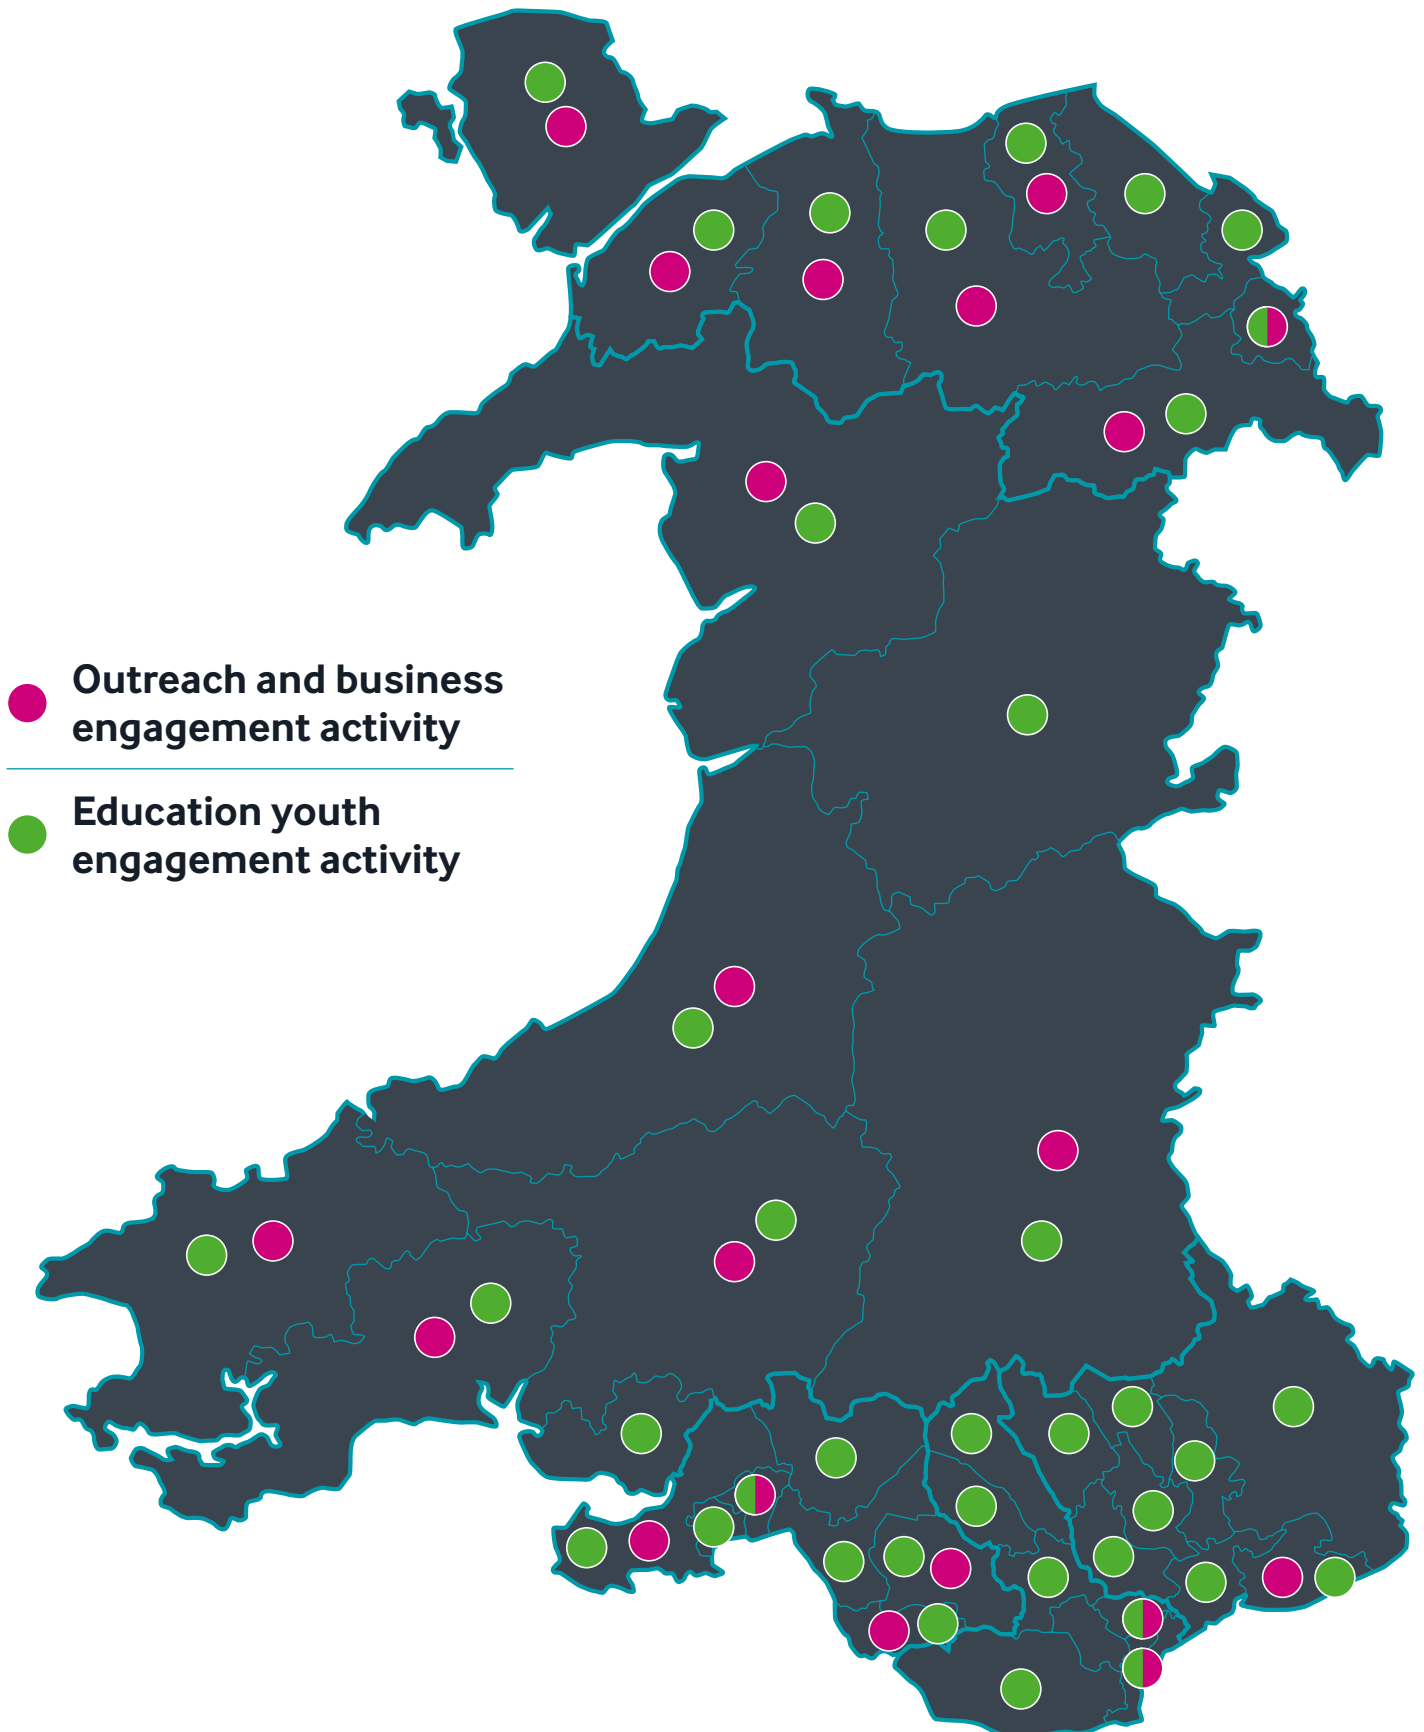 Outreach and business
engagement activity
Education youth
engagement activity